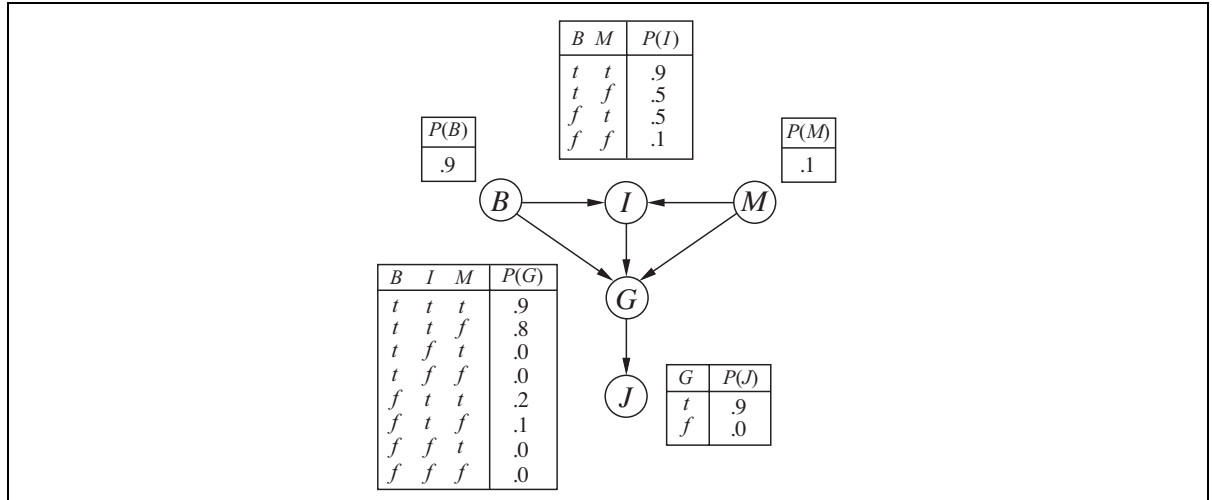 B M P(I)
t t .9
t f .5
f t .5
f f .1
P(B)
.9
P(M)
.1
B
I
M
B I M P(G)
t t t .9
t t f .8
t f t .0
t f f .0
f t t .2
f t f .1
f f t .0
f f f .0
G
J
G P(J)
t .9
f .0